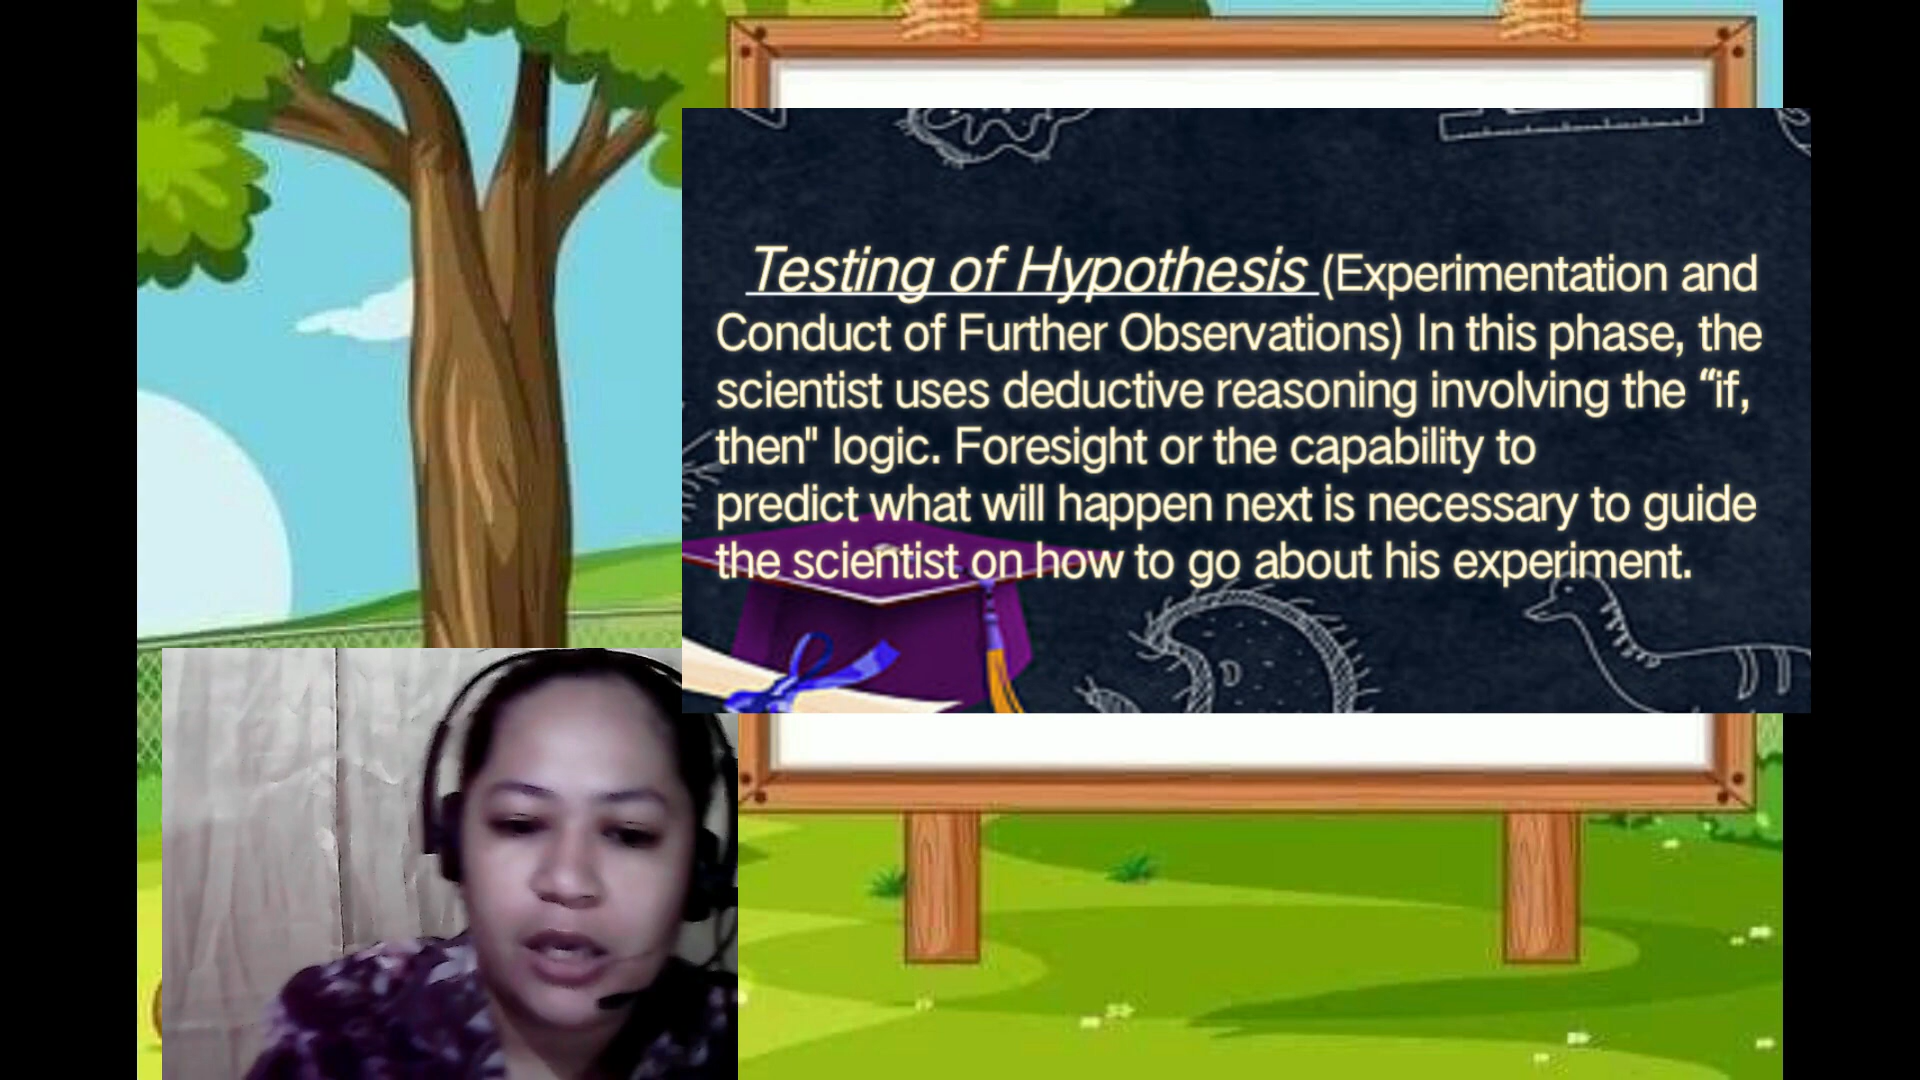 Testing of Hypothesis (Experimentation and
Conduct of Further Observations) In this phase, the
scientist uses deductive reasoning involving the “if,
then" logic. Foresight or the capability to
predict what will happen next is necessary to guide
the scientist on how to go about his experiment.